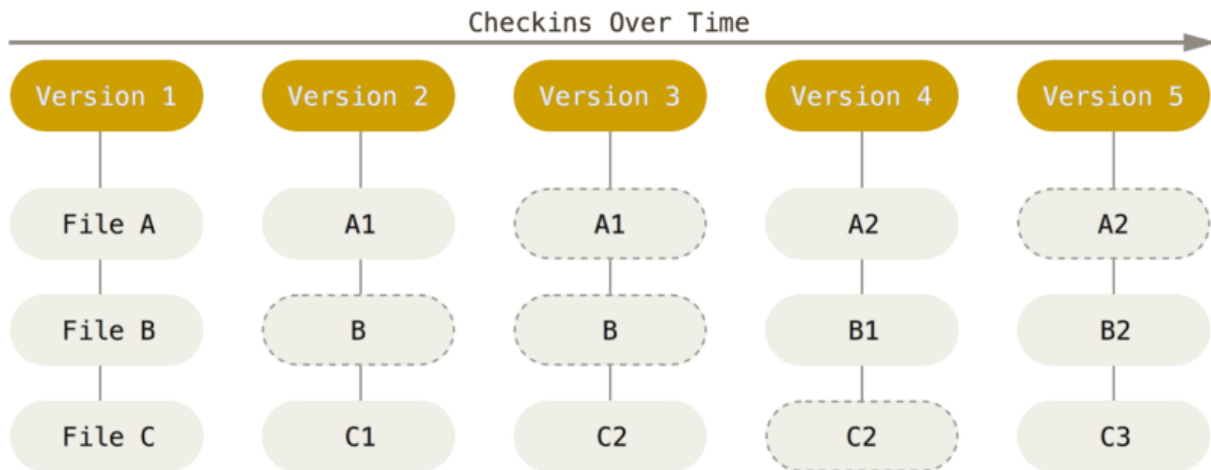 Checkins Over Time
Version 1 Version 2 Version 3 Version 4 Version 5
File A A1 A1 A2 A2
File B B B B1 B2
File C C1 C2 C2 C3